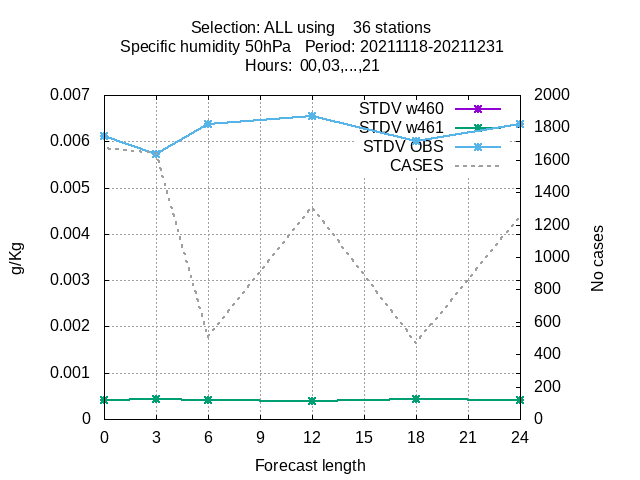 Selection: ALL using    36 stations
Specific humidity 50hPa   Period: 20211118-20211231
Hours:  00,03,...,21
STDV w460
STDV w461
STDV OBS
CASES
0.007
0.006
0.005
0.004
0.003
0.002
0.001
0
g/Kg
2000
1800
1600
1400
1200
1000
800
600
400
200
0
No cases
0 3 6 9 12 15 18 21 24
Forecast length